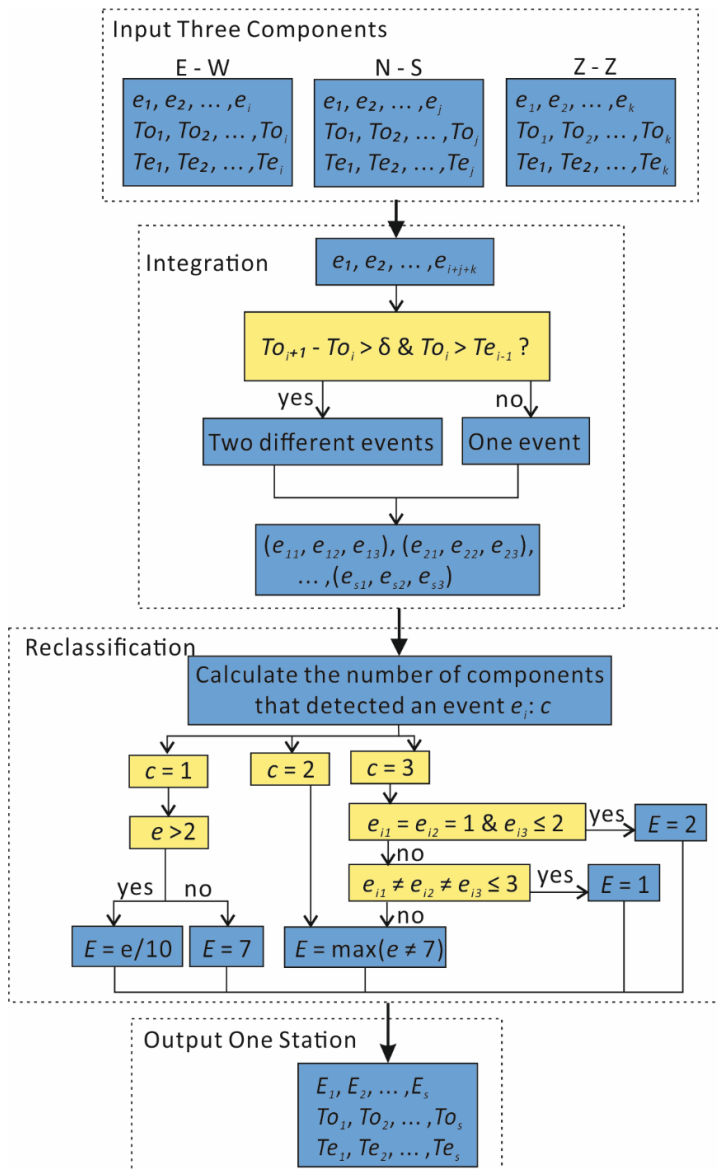 Input Three Components
E - W
N - S
Z - Z
e₁, e₂, ... ,eᵢ
To₁, To₂, ... ,Toᵢ
Te₁, Te₂, ... ,Teᵢ
e₁, e₂, ... ,eⱼ
To₁, To₂, ... ,Toⱼ
Te₁, Te₂, ... ,Teⱼ
e₁, e₂, ... ,eₖ
To₁, To₂, ... ,Toₖ
Te₁, Te₂, ... ,Teₖ
Integration
e₁, e₂, ... ,eᵢ₊ⱼ₊ₖ
Toᵢ₊₁ - Toᵢ > δ & Toᵢ > Teᵢ₋₁ ?
yes
no
Two different events
One event
(e₁₁, e₁₂, e₁₃), (e₂₁, e₂₂, e₂₃),
... ,(eₛ₁, eₛ₂, eₛ₃)
Reclassification
Calculate the number of components
that detected an event eᵢ: c
c = 1
c = 2
c = 3
e >2
eᵢ₁ = eᵢ₂ = 1 & eᵢ₃ ≤ 2
yes
E = 2
no
eᵢ₁ ≠ eᵢ₂ ≠ eᵢ₃ ≤ 3
yes
E = 1
yes
no
no
E = e/10
E = 7
E = max(e ≠ 7)
Output One Station
E₁, E₂, ... ,Eₛ
To₁, To₂, ... ,Toₛ
Te₁, Te₂, ... ,Teₛ